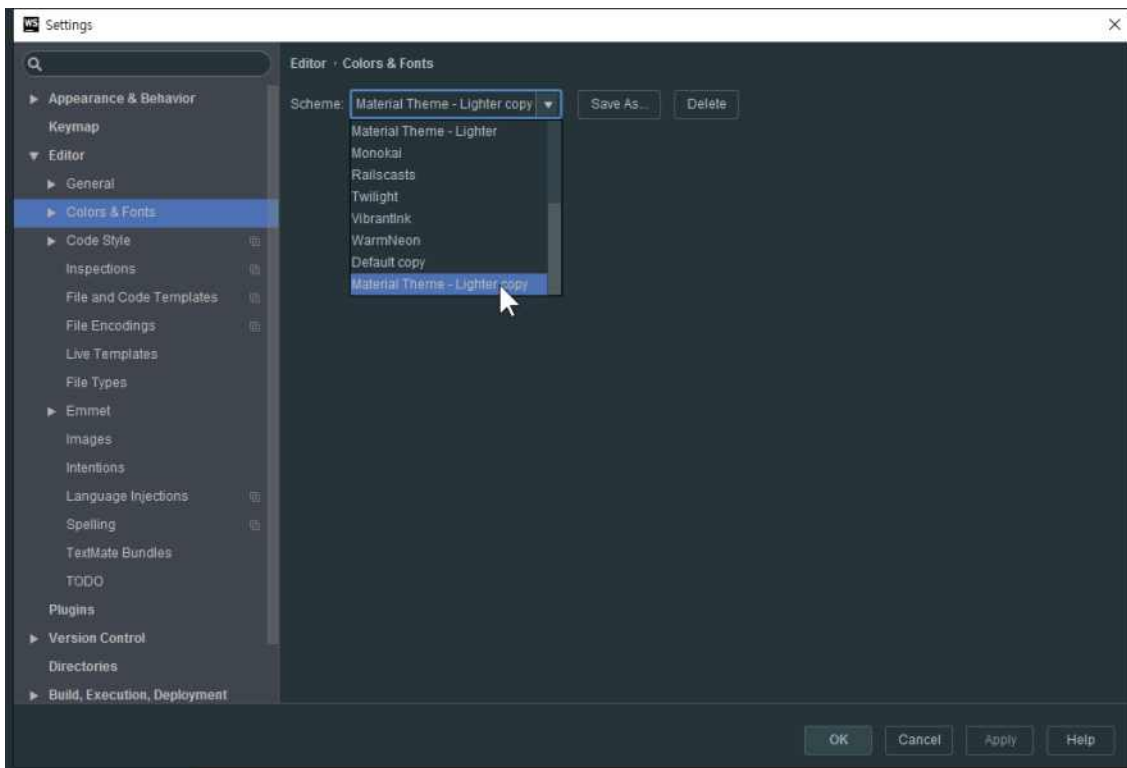 WS Settings
Editor › Colors & Fonts
Scheme: Material Theme - Lighter copy Save As... Delete
Material Theme - Lighter
Monokai
Railscasts
Twilight
VibrantInk
WarmNeon
Default copy
Material Theme - Lighter copy
Appearance & Behavior
Keymap
Editor
General
Colors & Fonts
Code Style
Inspections
File and Code Templates
File Encodings
Live Templates
File Types
Emmet
Images
Intentions
Language Injections
Spelling
TextMate Bundles
TODO
Plugins
Version Control
Directories
Build, Execution, Deployment
OK Cancel Apply Help